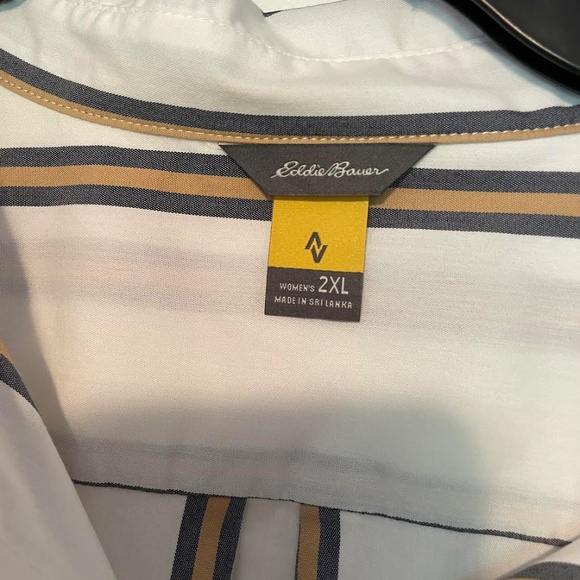 Eddie Bauer
WOMEN'S 2XL
MADE IN SRI LANKA